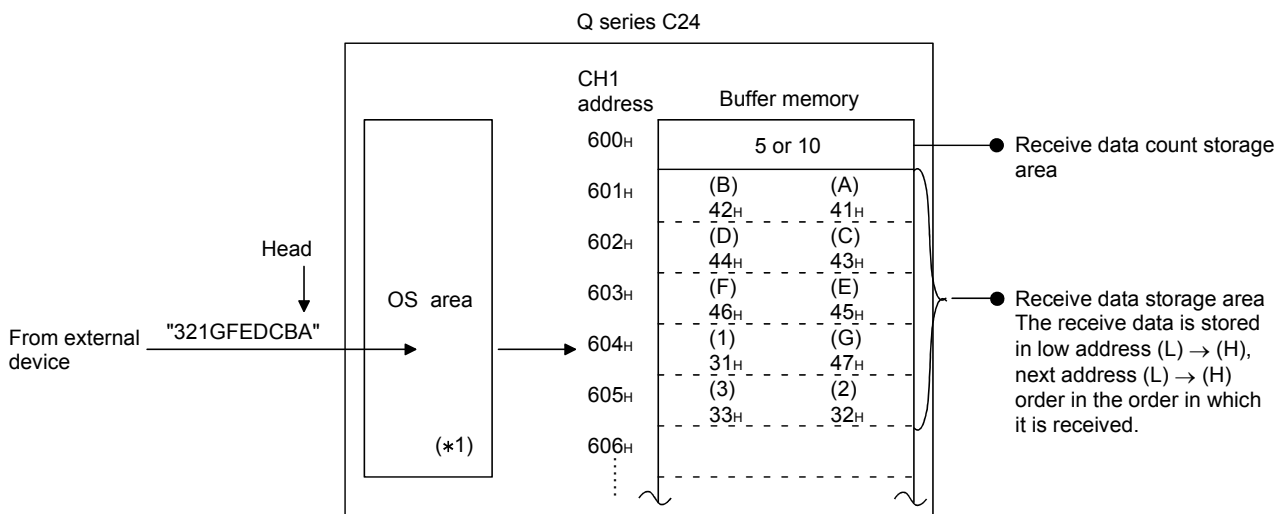 Q series C24
CH1
address
Buffer memory
600H
5 or 10
Receive data count storage
area
601H
(B) (A)
42H 41H
602H
(D) (C)
44H 43H
Head
603H
(F) (E)
46H 45H
OS area
Receive data storage area
The receive data is stored
in low address (L) → (H),
next address (L) → (H)
order in the order in which
it is received.
From external
device
"321GFEDCBA"
604H
(1) (G)
31H 47H
605H
(3) (2)
33H 32H
(*1)
606H